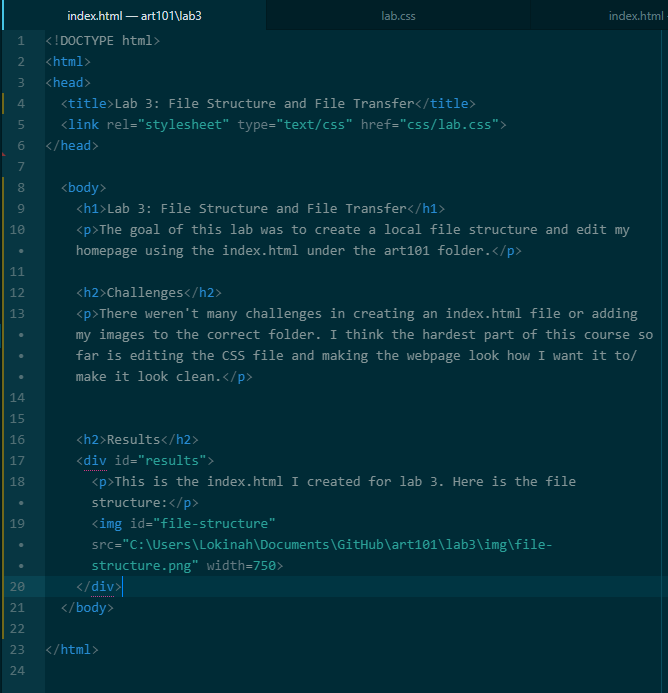 index.html — art101\lab3 lab.css index.html
1 <!DOCTYPE html>
2 <html>
3 <head>
4 <title>Lab 3: File Structure and File Transfer</title>
5 <link rel="stylesheet" type="text/css" href="css/lab.css">
6 </head>
7
8 <body>
9 <h1>Lab 3: File Structure and File Transfer</h1>
10 <p>The goal of this lab was to create a local file structure and edit my
• homepage using the index.html under the art101 folder.</p>
11
12 <h2>Challenges</h2>
13 <p>There weren't many challenges in creating an index.html file or adding
• my images to the correct folder. I think the hardest part of this course so
• far is editing the CSS file and making the webpage look how I want it to/
• make it look clean.</p>
14
15
16 <h2>Results</h2>
17 <div id="results">
18 <p>This is the index.html I created for lab 3. Here is the file
• structure:</p>
19 <img id="file-structure"
• src="C:\Users\Lokinah\Documents\GitHub\art101\lab3\img\file-
• structure.png" width=750>
20 </div>
21 </body>
22
23 </html>
24